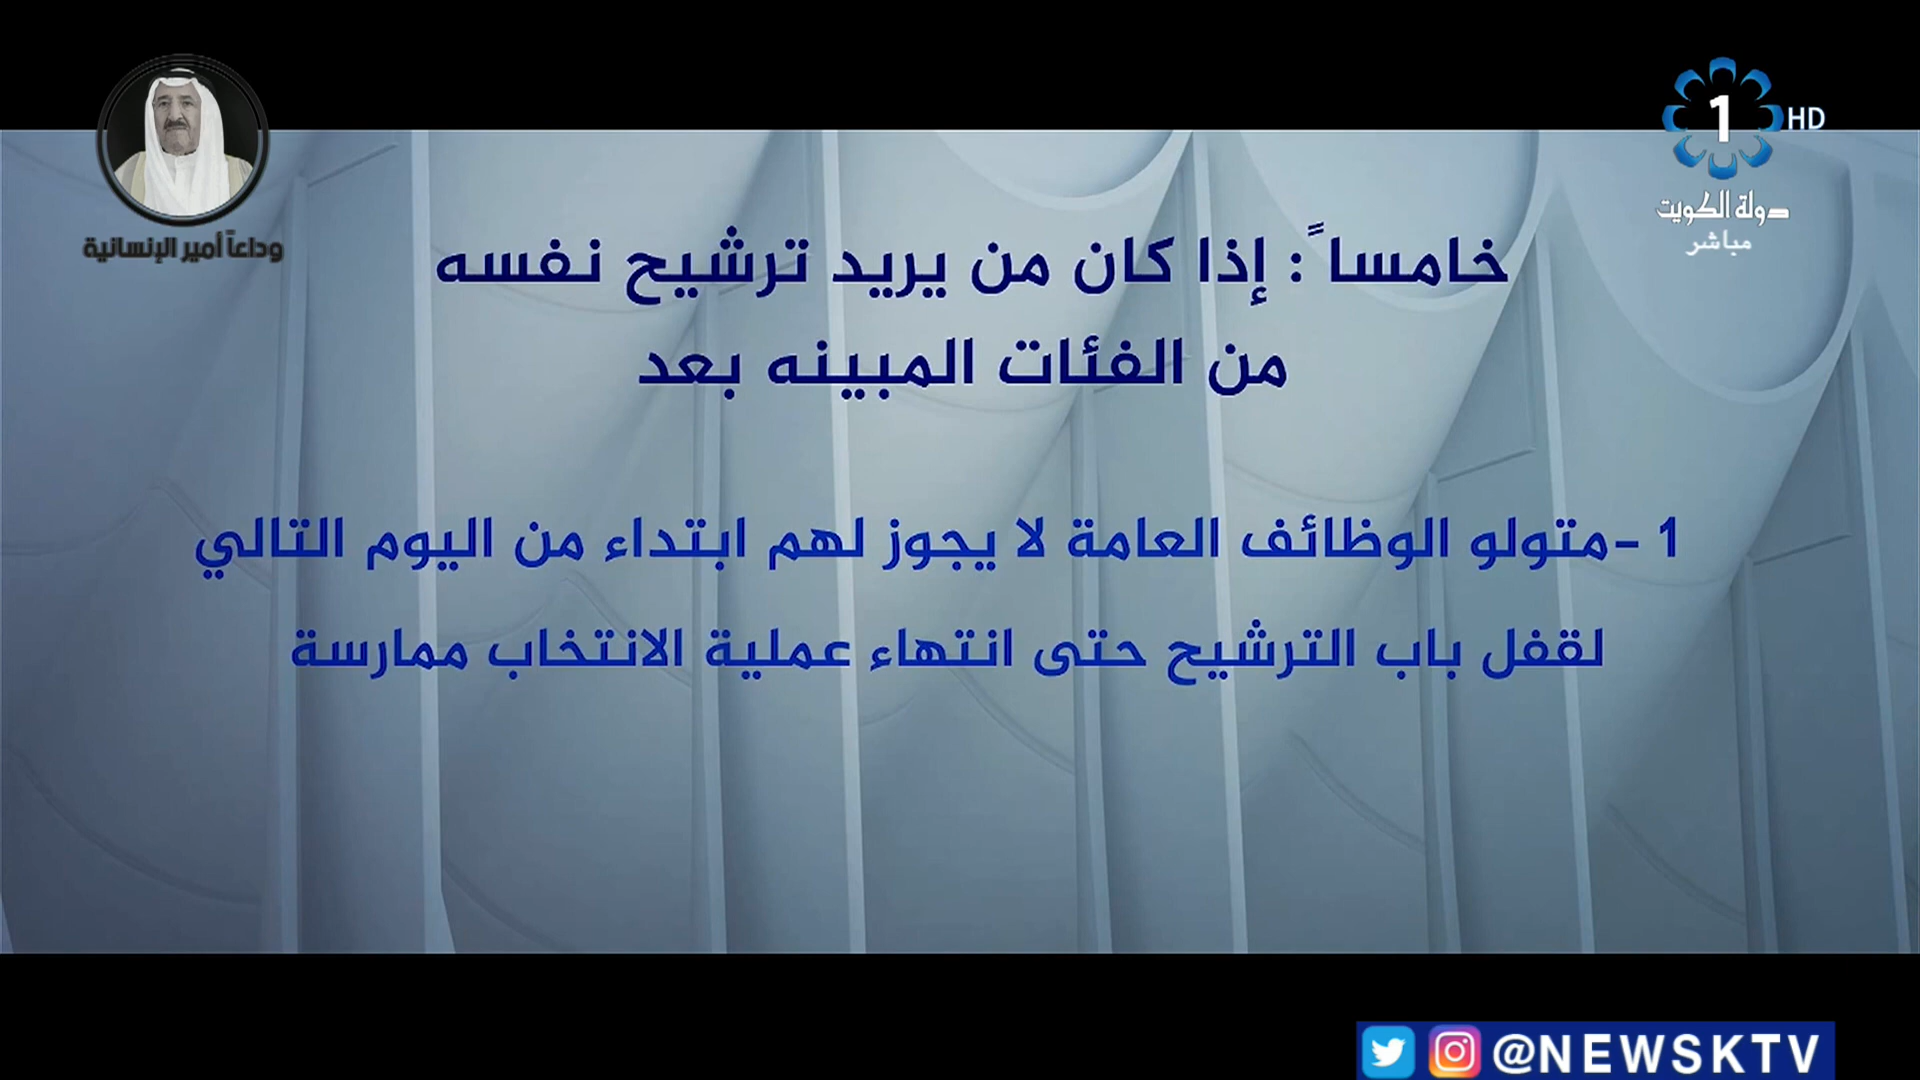 وداعاً أمير الإنسانية
1 HD
دولة الكويت
مباشر
خامساً : إذا كان من يريد ترشيح نفسه
من الفئات المبينه بعد
1 -متولو الوظائف العامة لا يجوز لهم ابتداء من اليوم التالي
لقفل باب الترشيح حتى انتهاء عملية الانتخاب ممارسة
@NEWSKTV